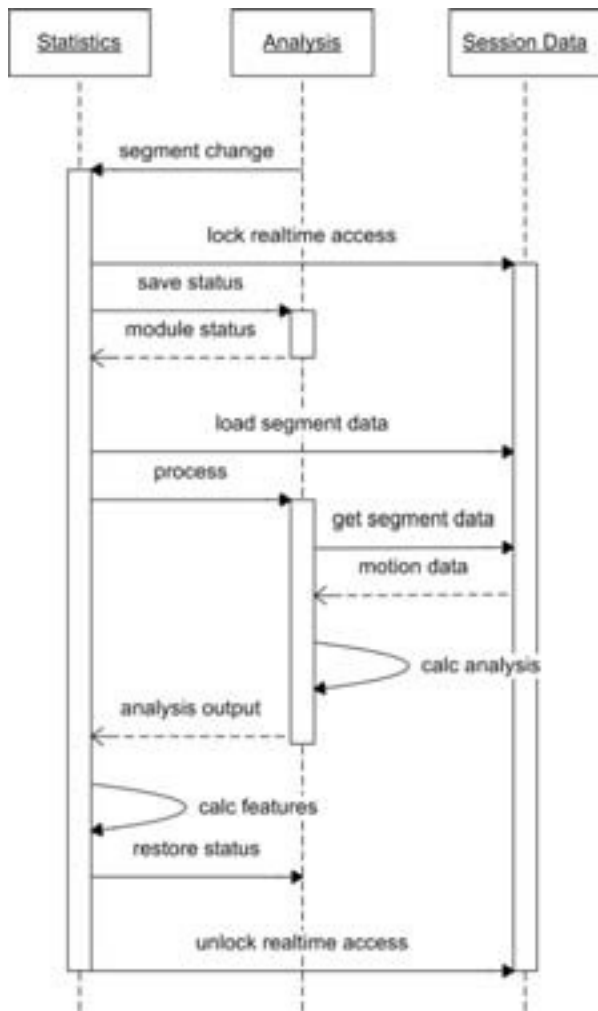 Statistics
Analysis
Session Data
segment change
lock realtime access
save status
module status
load segment data
process
get segment data
motion data
calc analysis
analysis output
calc features
restore status
unlock realtime access